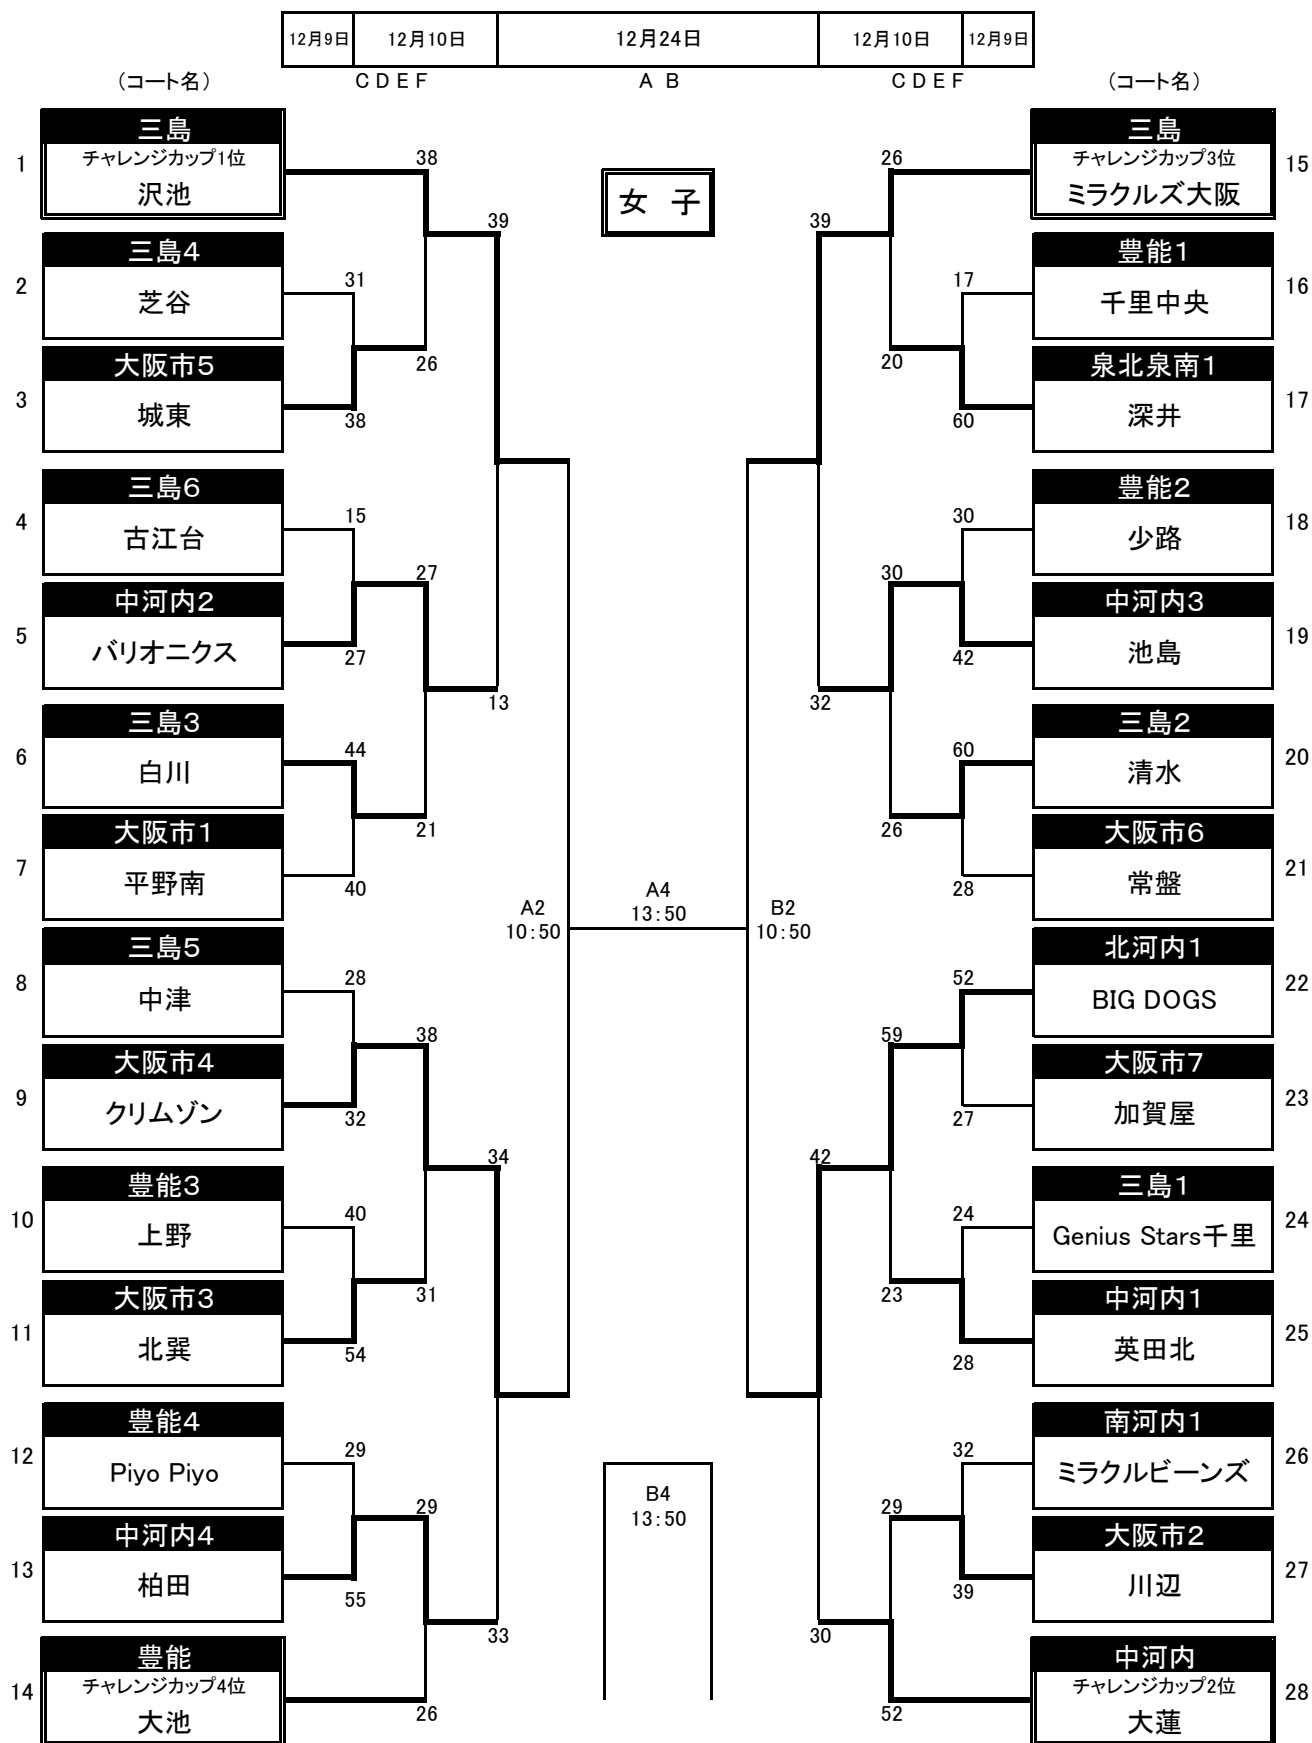 12月9日 12月10日 12月24日 12月10日 12月9日
（コート名） C D E F A B C D E F （コート名）
女 子
1
三島
チャレンジカップ1位
沢池
38
39
2
三島4
芝谷
31
3
大阪市5
城東
38
26
4
三島6
古江台
15
27
5
中河内2
バリオニクス
27
13
6
三島3
白川
44
21
7
大阪市1
平野南
40
8
三島5
中津
28
38
9
大阪市4
クリムゾン
32
34
10
豊能3
上野
40
31
11
大阪市3
北巽
54
12
豊能4
Piyo Piyo
29
29
13
中河内4
柏田
55
33
14
豊能
チャレンジカップ4位
大池
26
A2
10:50
A4
13:50
B2
10:50
B4
13:50
15
三島
チャレンジカップ3位
ミラクルズ大阪
26
39
16
豊能1
千里中央
17
20
17
泉北泉南1
深井
60
18
豊能2
少路
30
30
19
中河内3
池島
42
32
20
三島2
清水
60
26
21
大阪市6
常盤
28
22
北河内1
BIG DOGS
52
59
23
大阪市7
加賀屋
27
42
24
三島1
Genius Stars千里
24
23
25
中河内1
英田北
28
26
南河内1
ミラクルビーンズ
32
29
27
大阪市2
川辺
39
30
28
中河内
チャレンジカップ2位
大蓮
52